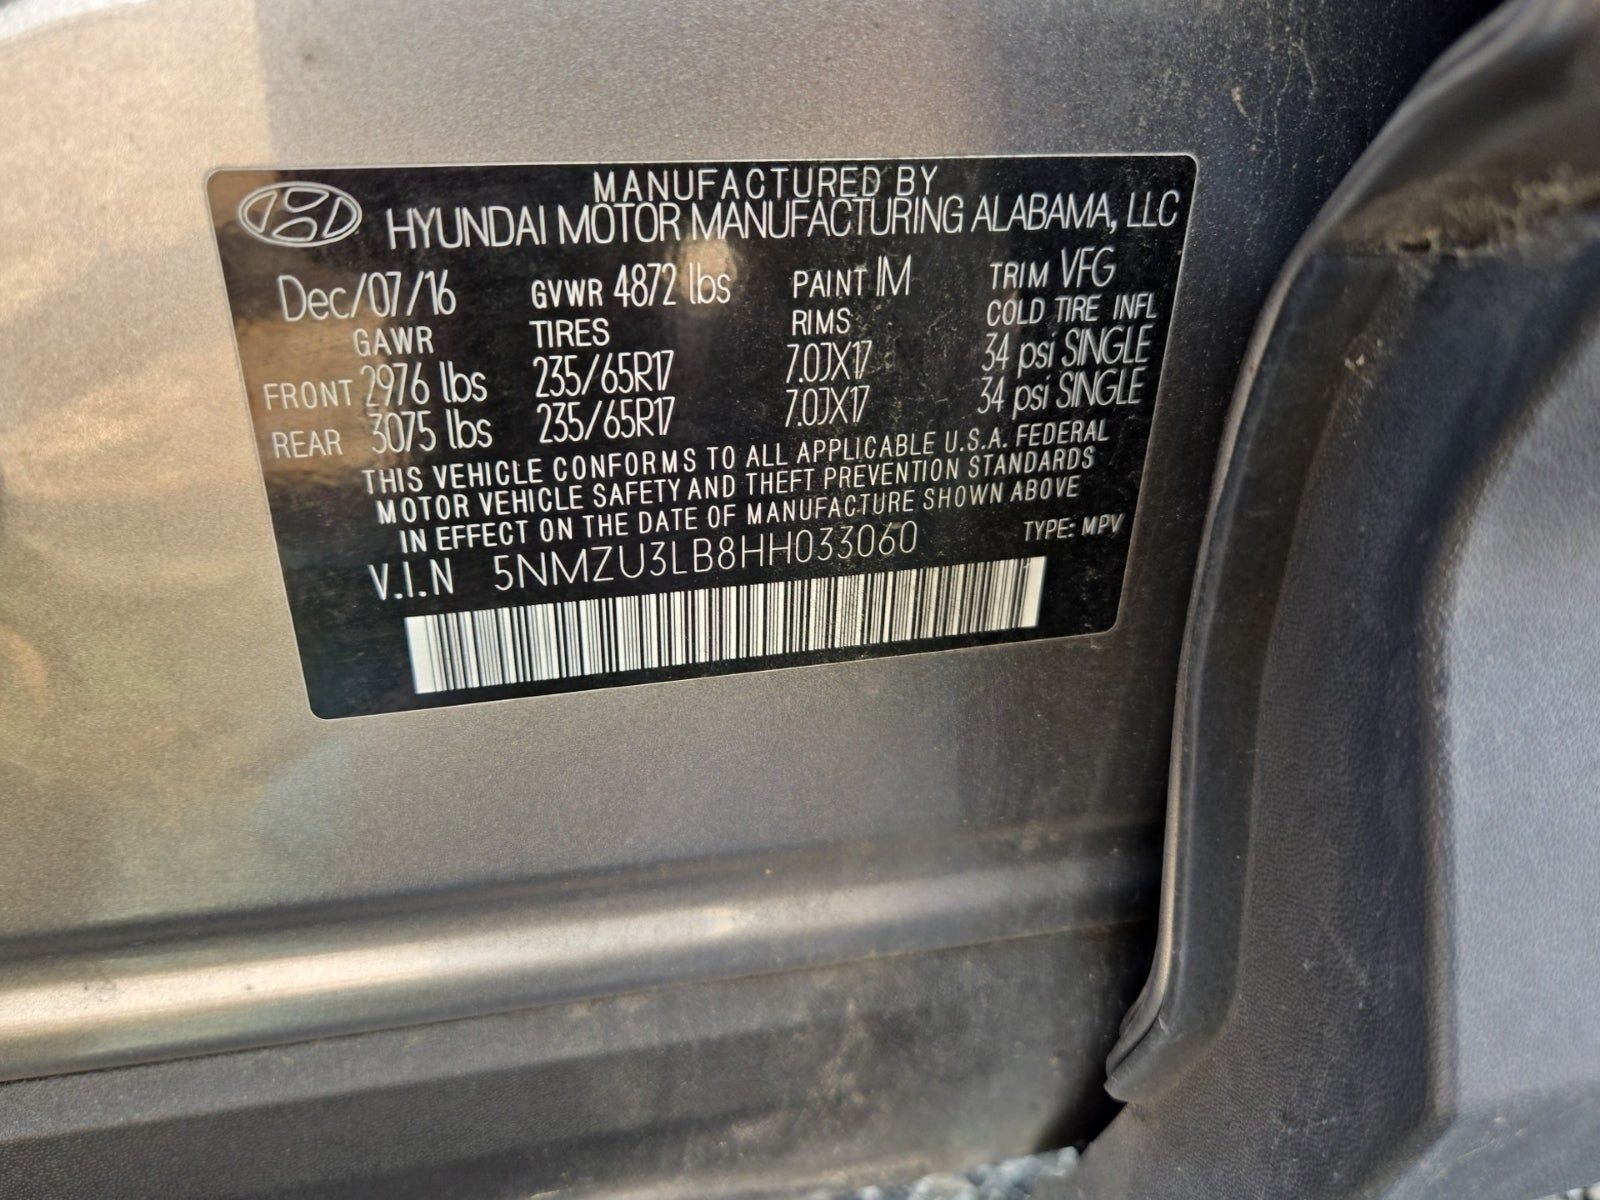 MANUFACTURED BY
HYUNDAI MOTOR MANUFACTURING ALABAMA, LLC
Dec/07/16 GVWR 4872 lbs PAINT IM TRIM VFG
GAWR TIRES RIMS COLD TIRE INFL
FRONT 2976 lbs 235/65R17 7.0JX17 34 psi SINGLE
REAR 3075 lbs 235/65R17 7.0JX17 34 psi SINGLE
THIS VEHICLE CONFORMS TO ALL APPLICABLE U.S.A. FEDERAL
MOTOR VEHICLE SAFETY AND THEFT PREVENTION STANDARDS
IN EFFECT ON THE DATE OF MANUFACTURE SHOWN ABOVE
V.I.N 5NMZU3LB8HH033060 TYPE: MPV